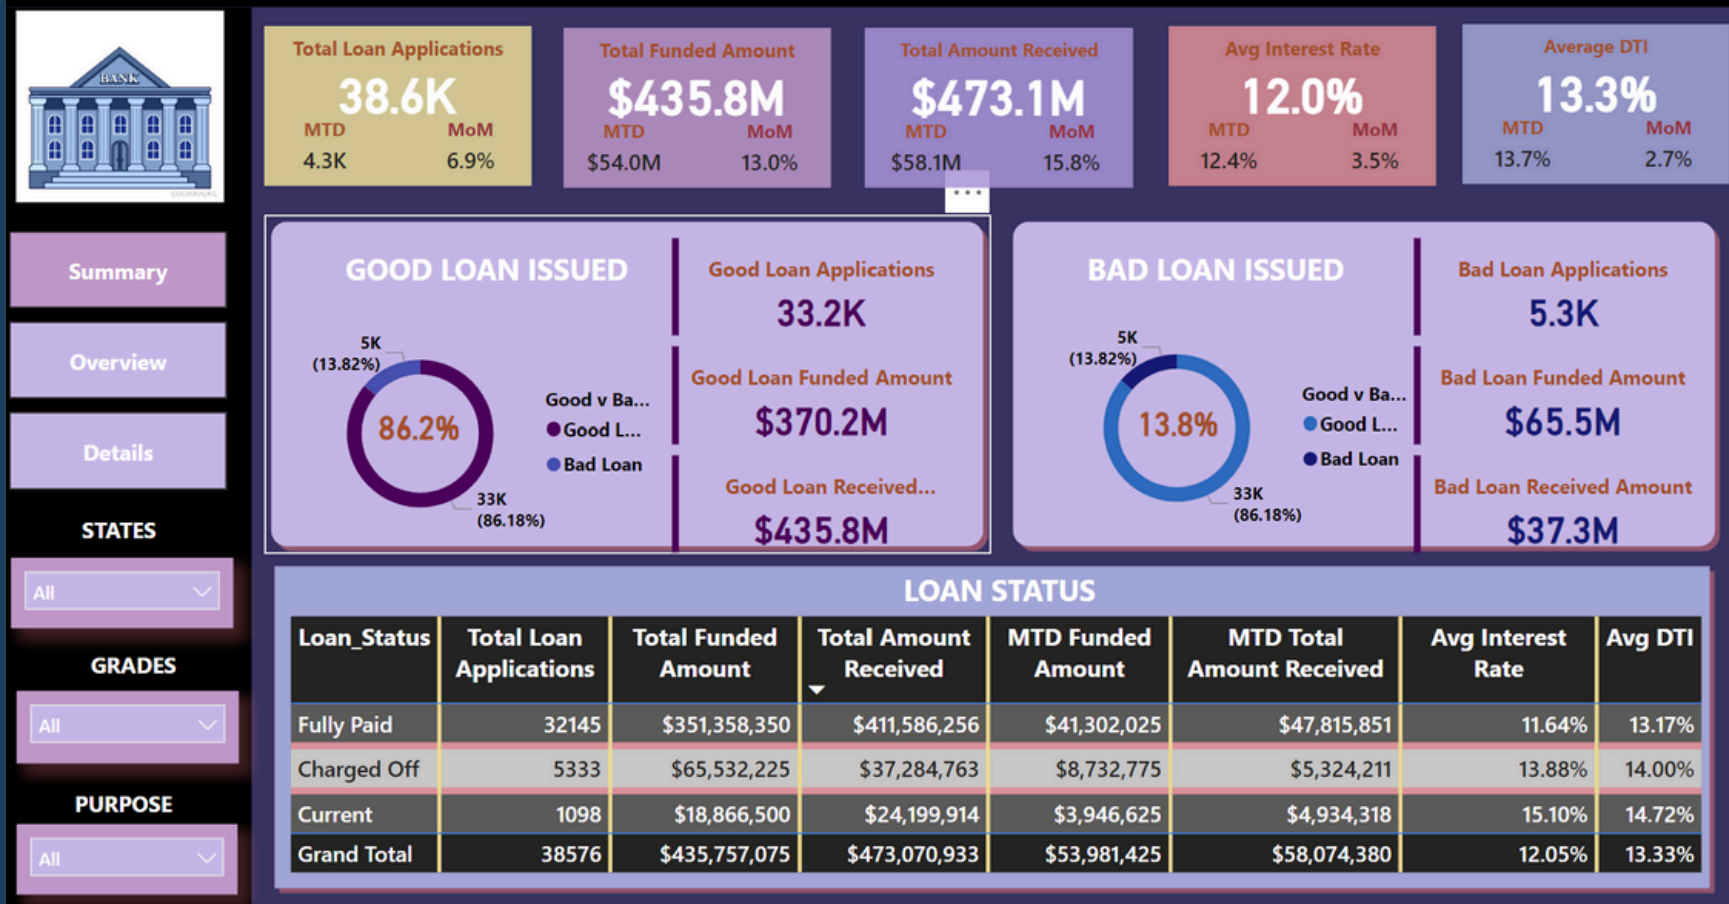 BANK
Summary
Overview
Details
STATES
All
GRADES
All
PURPOSE
All
Total Loan Applications
38.6K
MTD MoM
4.3K 6.9%
Total Funded Amount
$435.8M
MTD MoM
$54.0M 13.0%
Total Amount Received
$473.1M
MTD MoM
$58.1M 15.8%
Avg Interest Rate
12.0%
MTD MoM
12.4% 3.5%
Average DTI
13.3%
MTD MoM
13.7% 2.7%
GOOD LOAN ISSUED
5K
(13.82%)
86.2%
33K
(86.18%)
Good v Ba...
Good L...
Bad Loan
Good Loan Applications
33.2K
Good Loan Funded Amount
$370.2M
Good Loan Received...
$435.8M
BAD LOAN ISSUED
5K
(13.82%)
13.8%
33K
(86.18%)
Good v Ba...
Good L...
Bad Loan
Bad Loan Applications
5.3K
Bad Loan Funded Amount
$65.5M
Bad Loan Received Amount
$37.3M
LOAN STATUS
Loan_Status Total Loan Applications Total Funded Amount Total Amount Received MTD Funded Amount MTD Total Amount Received Avg Interest Rate Avg DTI
Fully Paid 32145 $351,358,350 $411,586,256 $41,302,025 $47,815,851 11.64% 13.17%
Charged Off 5333 $65,532,225 $37,284,763 $8,732,775 $5,324,211 13.88% 14.00%
Current 1098 $18,866,500 $24,199,914 $3,946,625 $4,934,318 15.10% 14.72%
Grand Total 38576 $435,757,075 $473,070,933 $53,981,425 $58,074,380 12.05% 13.33%